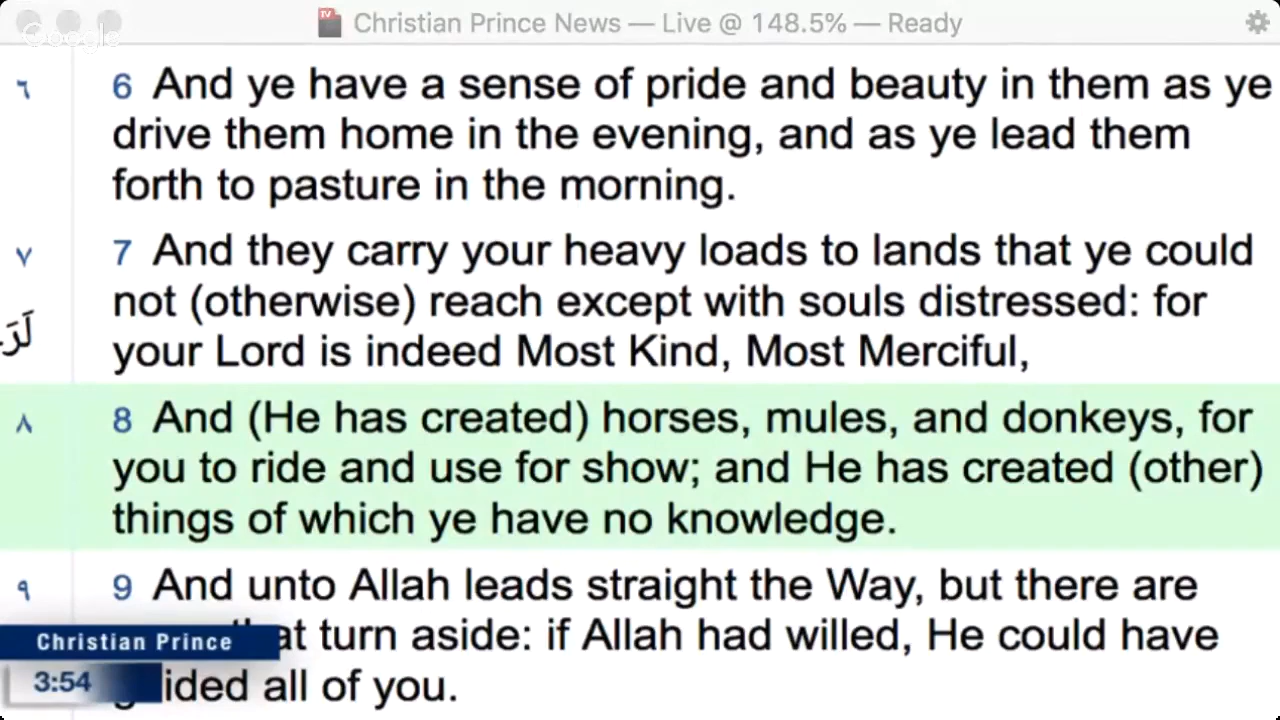 Google
Christian Prince News — Live @ 148.5% — Ready
٦ 6 And ye have a sense of pride and beauty in them as ye
drive them home in the evening, and as ye lead them
forth to pasture in the morning.
٧ 7 And they carry your heavy loads to lands that ye could
not (otherwise) reach except with souls distressed: for
your Lord is indeed Most Kind, Most Merciful,
٨ 8 And (He has created) horses, mules, and donkeys, for
you to ride and use for show; and He has created (other)
things of which ye have no knowledge.
٩ 9 And unto Allah leads straight the Way, but there are
turn aside: if Allah had willed, He could have
all of you.
Christian Prince
3:54